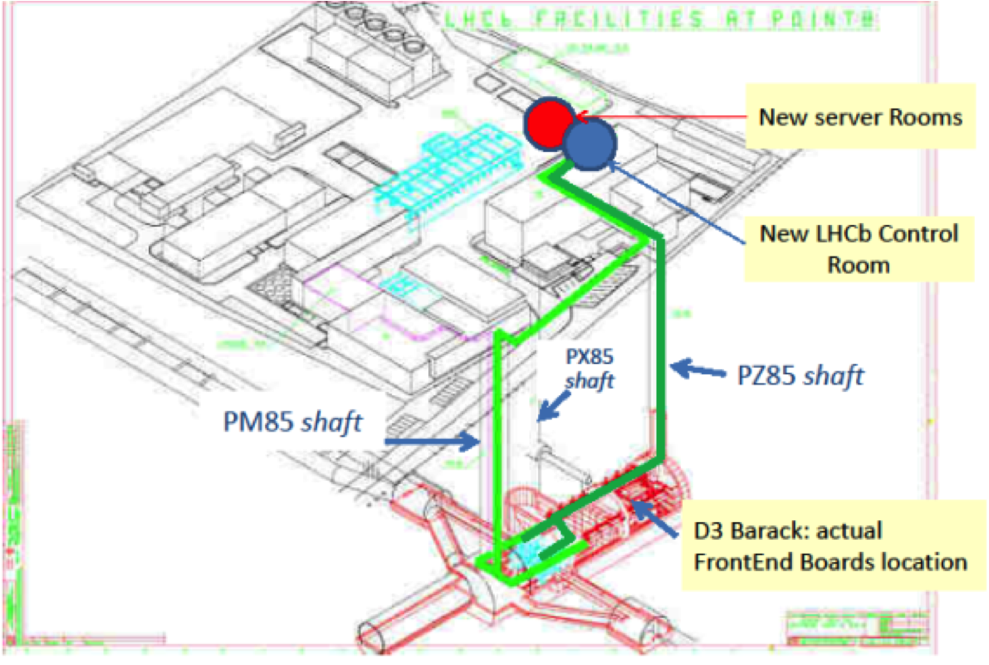 LHCb FACILITIES AT POINT8
New server Rooms
New LHCb Control
Room
PX85
shaft
PZ85 shaft
PM85 shaft
D3 Barack: actual
FrontEnd Boards location